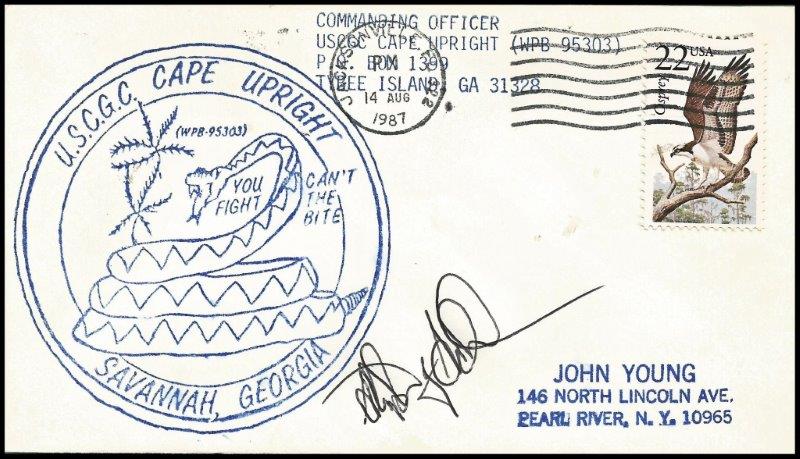 COMMANDING OFFICER
USCGC CAPE UPRIGHT (WPB 95303)
P.O. BOX 1399
TYBEE ISLAND, GA 31328
PM
14 AUG
1987
22 USA
Osprey
U.S.C.G.C. CAPE UPRIGHT
(WPB-95303)
YOU CAN'T
FIGHT THE
BITE
SAVANNAH, GEORGIA
JOHN YOUNG
146 NORTH LINCOLN AVE.
PEARL RIVER, N. Y. 10965